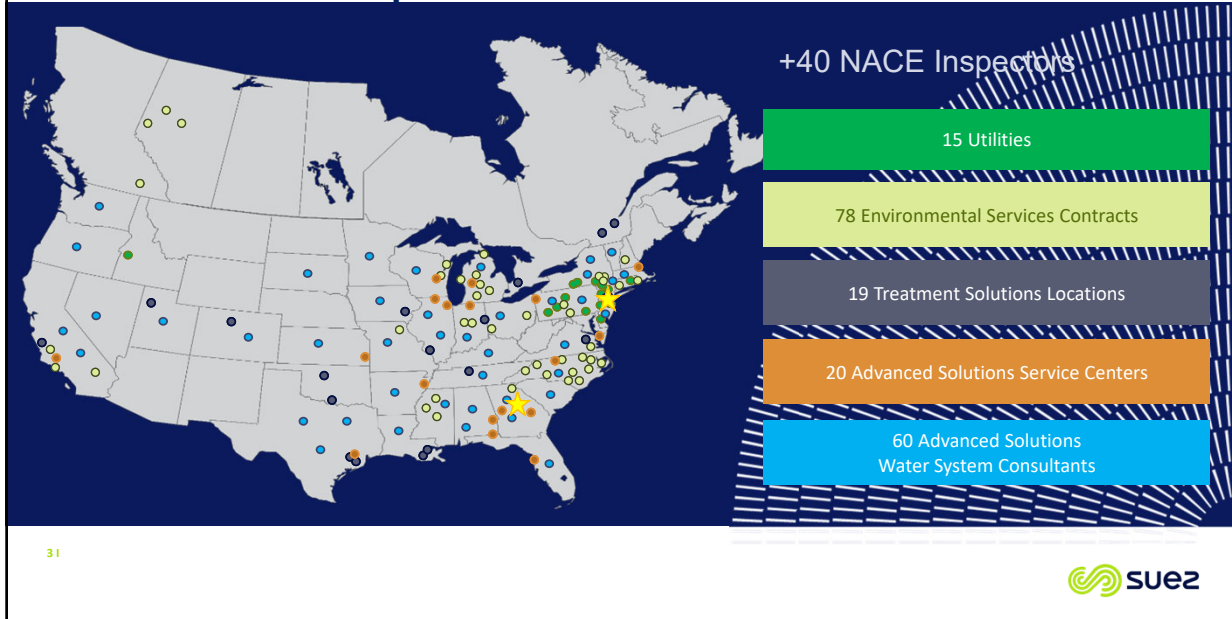 +40 NACE Inspectors
15 Utilities
78 Environmental Services Contracts
19 Treatment Solutions Locations
20 Advanced Solutions Service Centers
60 Advanced Solutions
Water System Consultants
31
suez